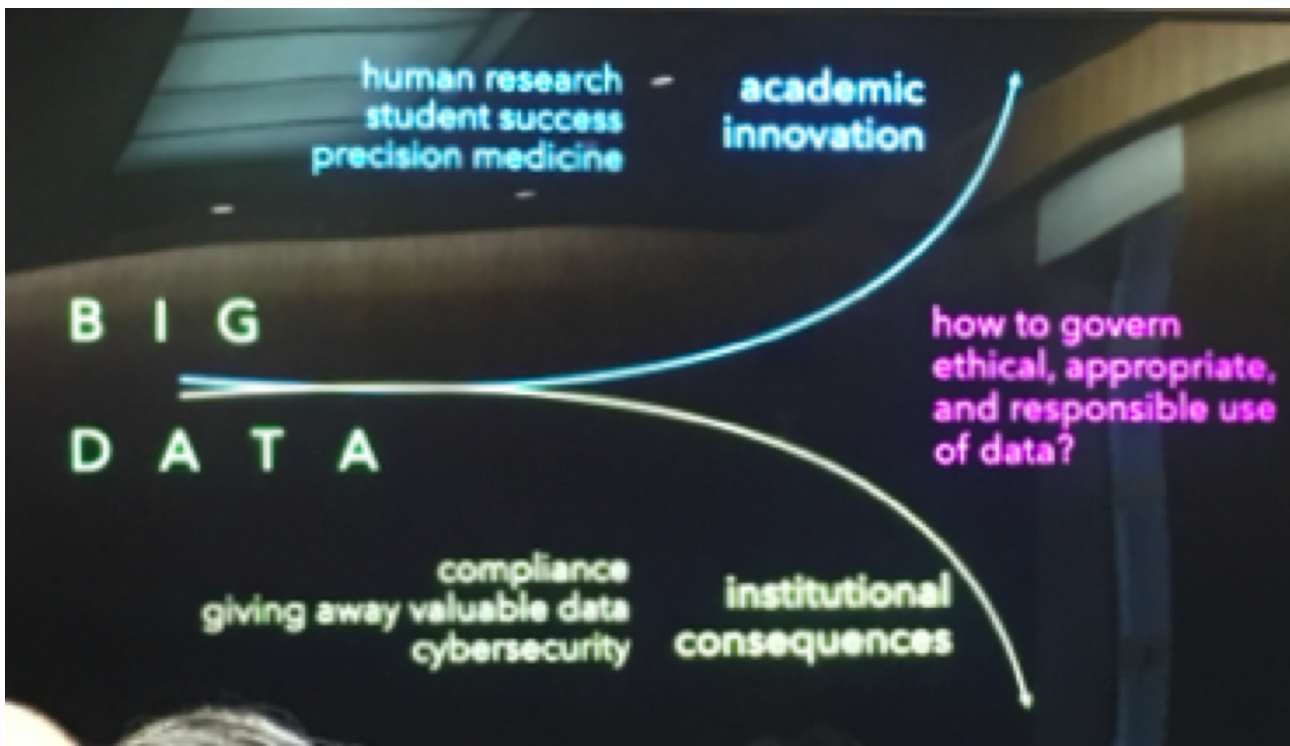 human research
student success
precision medicine
academic
innovation
B I G
D A T A
how to govern
ethical, appropriate,
and responsible use
of data?
compliance
giving away valuable data
cybersecurity
institutional
consequences